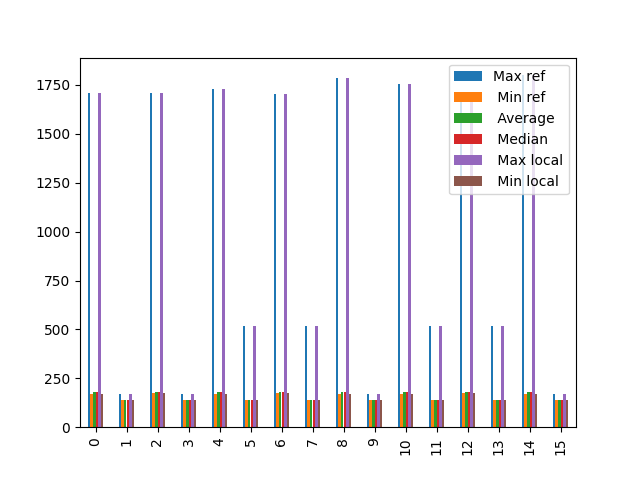 1750
1500
1250
1000
750
500
250
0
Max ref
Min ref
Average
Median
Max local
Min local
0 1 2 3 4 5 6 7 8 9 10 11 12 13 14 15